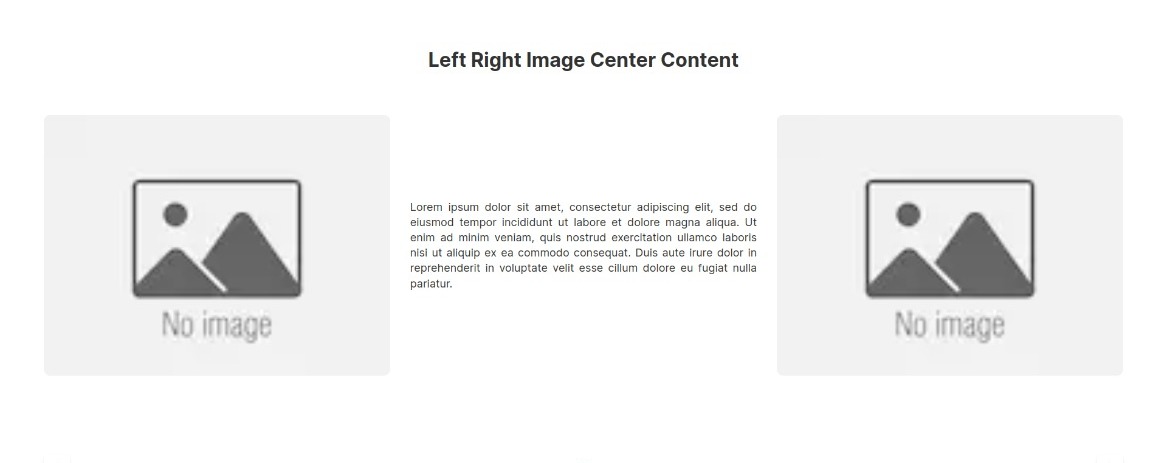 Left Right Image Center Content
No image
Lorem ipsum dolor sit amet, consectetur adipiscing elit, sed do
eiusmod tempor incididunt ut labore et dolore magna aliqua. Ut
enim ad minim veniam, quis nostrud exercitation ullamco laboris
nisi ut aliquip ex ea commodo consequat. Duis aute irure dolor in
reprehenderit in voluptate velit esse cillum dolore eu fugiat nulla
pariatur.
No image